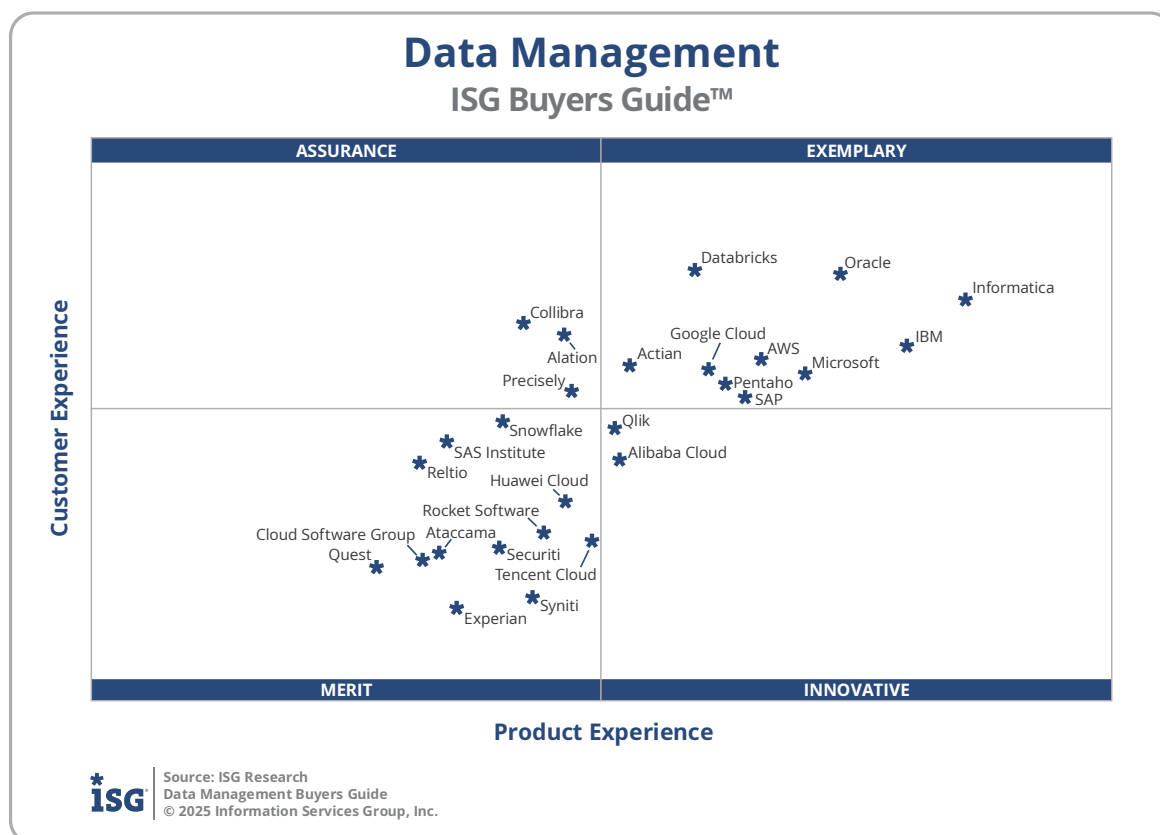 Data Management
ISG Buyers Guide™
ASSURANCE
EXEMPLARY
Databricks
Oracle
Informatica
Collibra
Google Cloud
IBM
Alation
Actian
AWS
Microsoft
Precisely
Pentaho
SAP
Snowflake
Qlik
SAS Institute
Alibaba Cloud
Reltio
Huawei Cloud
Rocket Software
Cloud Software Group
Ataccama
Quest
Securiti
Tencent Cloud
Syniti
Experian
MERIT
INNOVATIVE
Customer Experience
Product Experience
isg
Source: ISG Research
Data Management Buyers Guide
© 2025 Information Services Group, Inc.